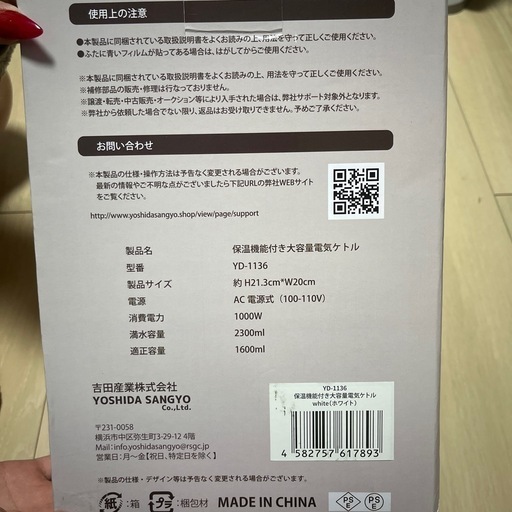 使用上の注意
●本製品に同梱されている取扱説明書をよくお読みの上、用法を守って正しくご使用ください。
●ふたに青いフィルムが貼ってある場合は、はがしてからご使用ください。
※本製品に同梱されている取扱説明書をよくお読みの上、用法を守って正しくご使用ください。
※補修部品の販売・修理は行なっておりません。
※譲渡・転売・中古販売・オークション等により入手された場合は、弊社サポート対象外となります。
※弊社から依頼した場合でない限り、返品はお受け取りできません。予めご了承ください。
お問い合わせ
※本製品の仕様・操作方法は予告なく変更される場合がございます。
最新の情報やご不明な点がございましたら下記URLの弊社WEBサイト
をご覧ください。
http://www.yoshidasangyo.shop/view/page/support
製品名 保温機能付き大容量電気ケトル
型番 YD-1136
製品サイズ 約 H21.3cm*W20cm
電源 AC 電源式（100-110V）
消費電力 1000W
満水容量 2300ml
適正容量 1600ml
吉田産業株式会社
YOSHIDA SANGYO
Co.,Ltd.
〒231-0058
横浜市中区弥生町3-29-12 4階
Mail/info.yoshidasangyo@rsgc.jp
営業日：月〜金【祝日、特定日を除く】
YD-1136
保温機能付き大容量電気ケトル
white(ホワイト)
4 582757 617893
※製品の仕様・デザイン等は予告なく変更になる場合がございます。
紙：箱 プラ：梱包材 MADE IN CHINA PSE PSE